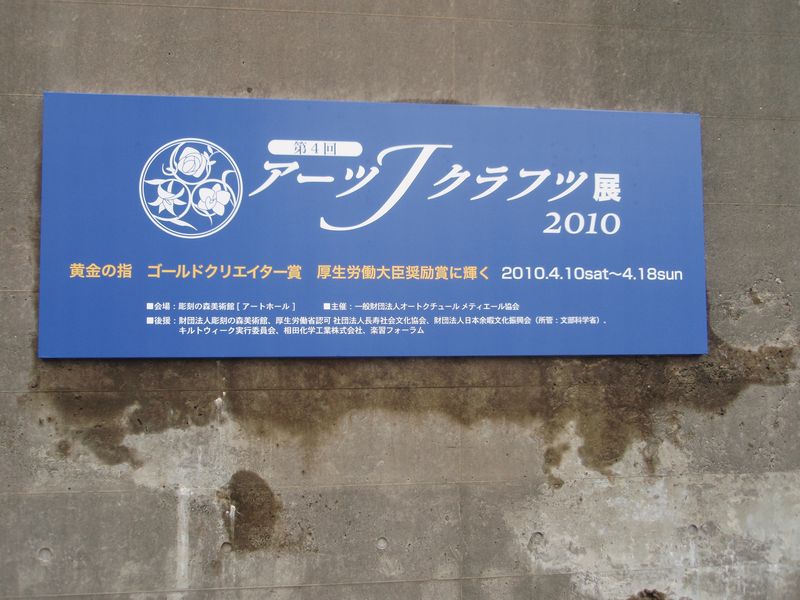 第4回
アーツJクラフツ展
2010
黄金の指 ゴールドクリエイター賞 厚生労働大臣奨励賞に輝く 2010.4.10sat〜4.18sun
■会場：彫刻の森美術館 [ アートホール ] ■主催：一般財団法人オートクチュール メティエール協会
■後援：財団法人彫刻の森美術館、厚生労働省認可 社団法人長寿社会文化協会、財団法人日本余暇文化振興会（所管：文部科学省）、
キルトウィーク実行委員会、相田化学工業株式会社、楽習フォーラム